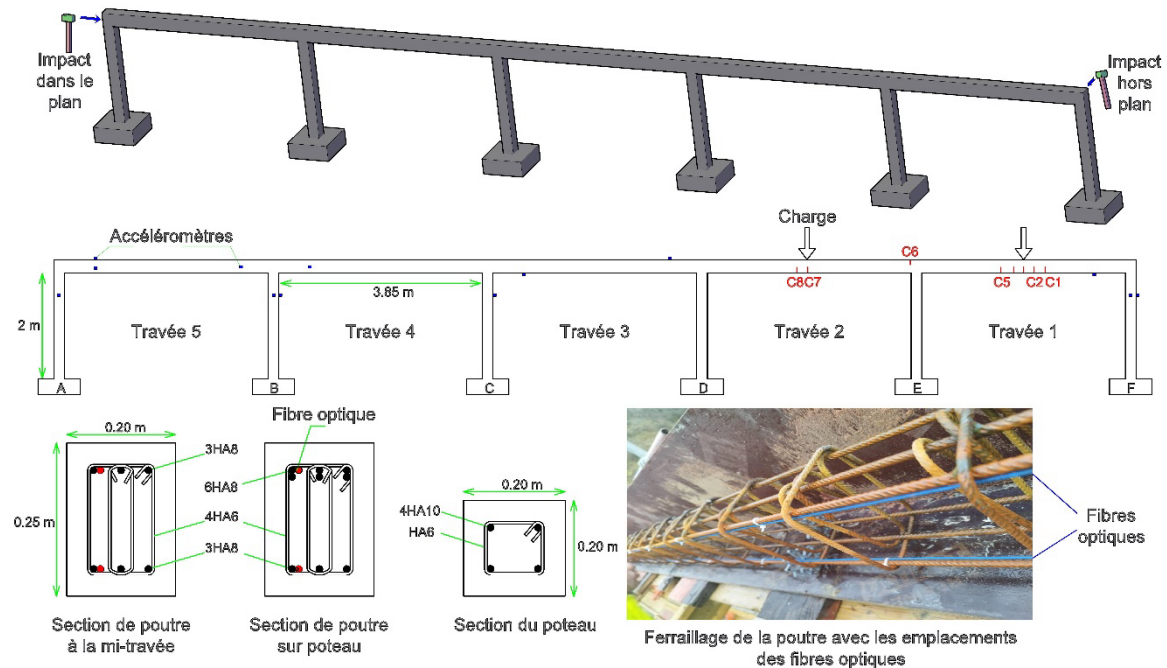 Impact
dans le
plan
Impact
hors
plan
Charge
Accéléromètres
C6
C8C7
C5 C2 C1
3.85 m
2 m
Travée 5
Travée 4
Travée 3
Travée 2
Travée 1
A
B
C
D
E
F
Fibre optique
0.20 m
3HA8
6HA8
0.25 m
4HA6
3HA8
0.20 m
4HA10
HA6
0.20 m
Fibres
optiques
Section de poutre
à la mi-travée
Section de poutre
sur poteau
Section du poteau
Ferraillage de la poutre avec les emplacements
des fibres optiques